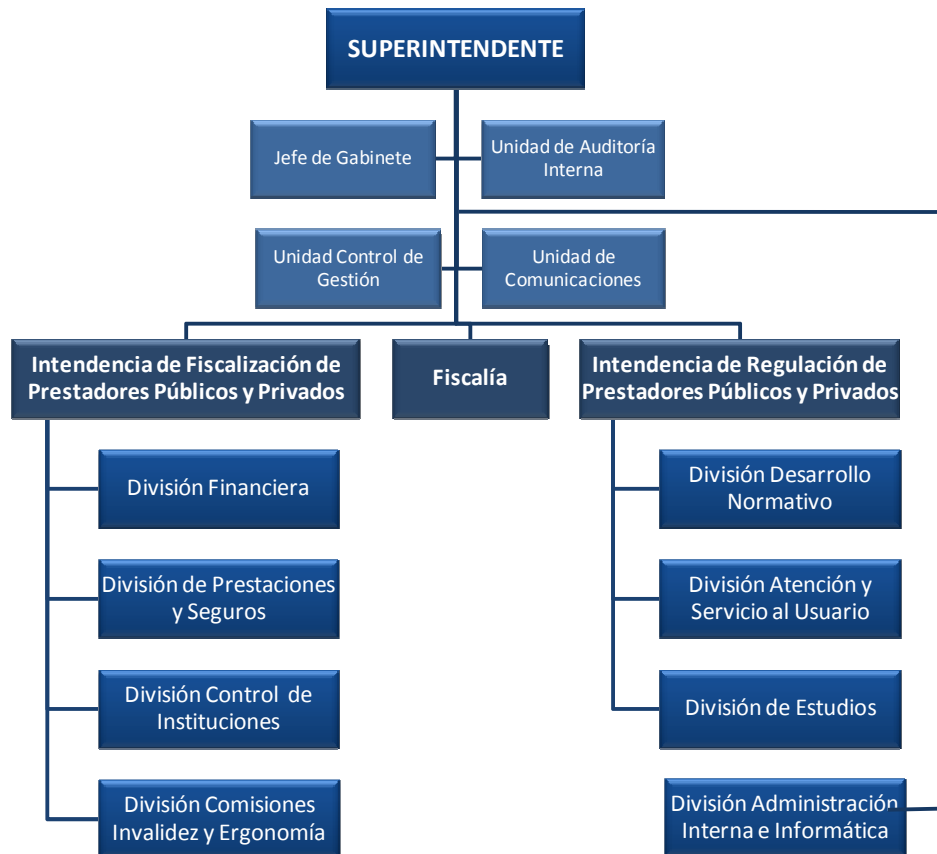 SUPERINTENDENTE
Jefe de Gabinete
Unidad de Auditoría
Interna
Unidad Control de
Gestión
Unidad de
Comunicaciones
Intendencia de Fiscalización de
Prestadores Públicos y Privados
Fiscalía
Intendencia de Regulación de
Prestadores Públicos y Privados
División Financiera
División de Prestaciones
y Seguros
División Control de
Instituciones
División Comisiones
Invalidez y Ergonomía
División Desarrollo
Normativo
División Atención y
Servicio al Usuario
División de Estudios
División Administración
Interna e Informática